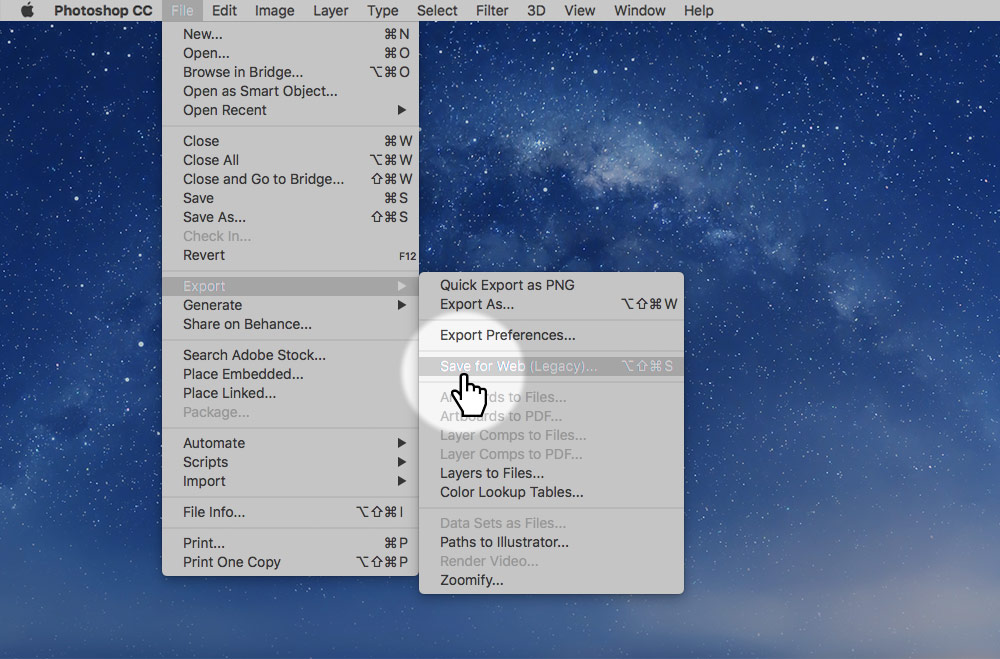 Photoshop CC File Edit Image Layer Type Select Filter 3D View Window Help
New... ⌘N
Open... ⌘O
Browse in Bridge... ⌥⌘O
Open as Smart Object...
Open Recent ▶
Close ⌘W
Close All ⌥⌘W
Close and Go to Bridge... ⇧⌘W
Save ⌘S
Save As... ⇧⌘S
Check In...
Revert F12
Export ▶
Generate ▶
Share on Behance...
Search Adobe Stock...
Place Embedded...
Place Linked...
Package...
Automate ▶
Scripts ▶
Import ▶
File Info... ⌥⇧⌘I
Print... ⌘P
Print One Copy ⌥⇧⌘P
Quick Export as PNG
Export As... ⌥⇧⌘W
Export Preferences...
Save for Web (Legacy)... ⌥⇧⌘S
Artboards to Files...
Artboards to PDF...
Layer Comps to Files...
Layer Comps to PDF...
Layers to Files...
Color Lookup Tables...
Data Sets as Files...
Paths to Illustrator...
Render Video...
Zoomify...